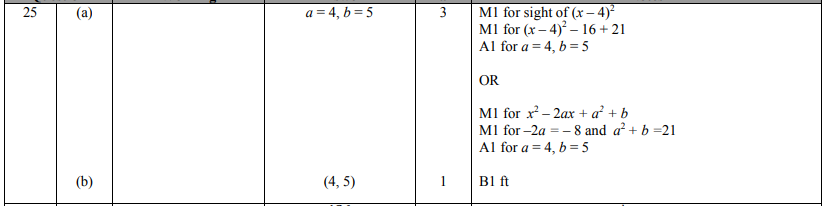 25 (a) a = 4, b = 5 3 M1 for sight of (x – 4)²
M1 for (x – 4)² – 16 + 21
A1 for a = 4, b = 5
OR
M1 for x² – 2ax + a² + b
M1 for –2a = – 8 and a² + b =21
A1 for a = 4, b = 5
(b) (4, 5) 1 B1 ft